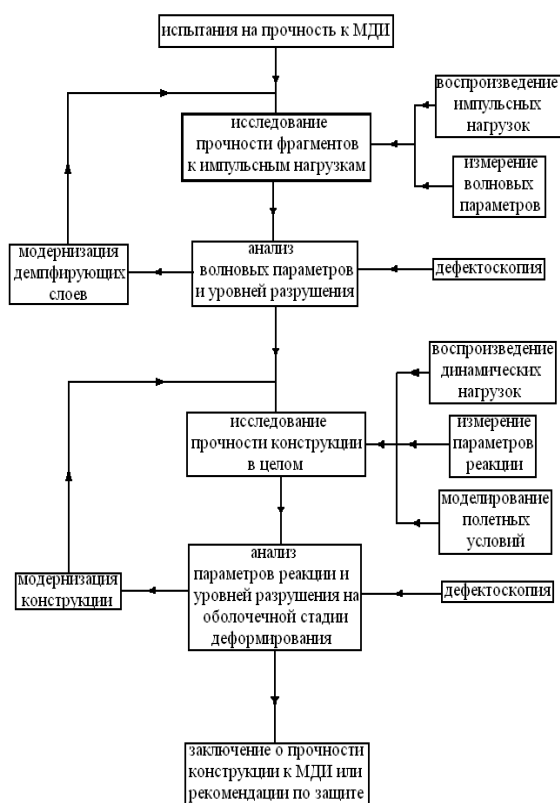 испытания на прочность к МДИ
воспроизведение
импульсных
нагрузок
исследование
прочности фрагментов
к импульсным нагрузкам
измерение
волновых
параметров
модернизация
демпфирующих
слоев
анализ
волновых параметров
и уровней разрушения
дефектоскопия
воспроизведение
динамических
нагрузок
исследование
прочности конструкции
в целом
измерение
параметров
реакции
моделирование
полетных
условий
модернизация
конструкции
анализ
параметров реакции и
уровней разрушения на
оболочечной стадии
деформирования
дефектоскопия
заключение о прочности
конструкции к МДИ или
рекомендации по защите